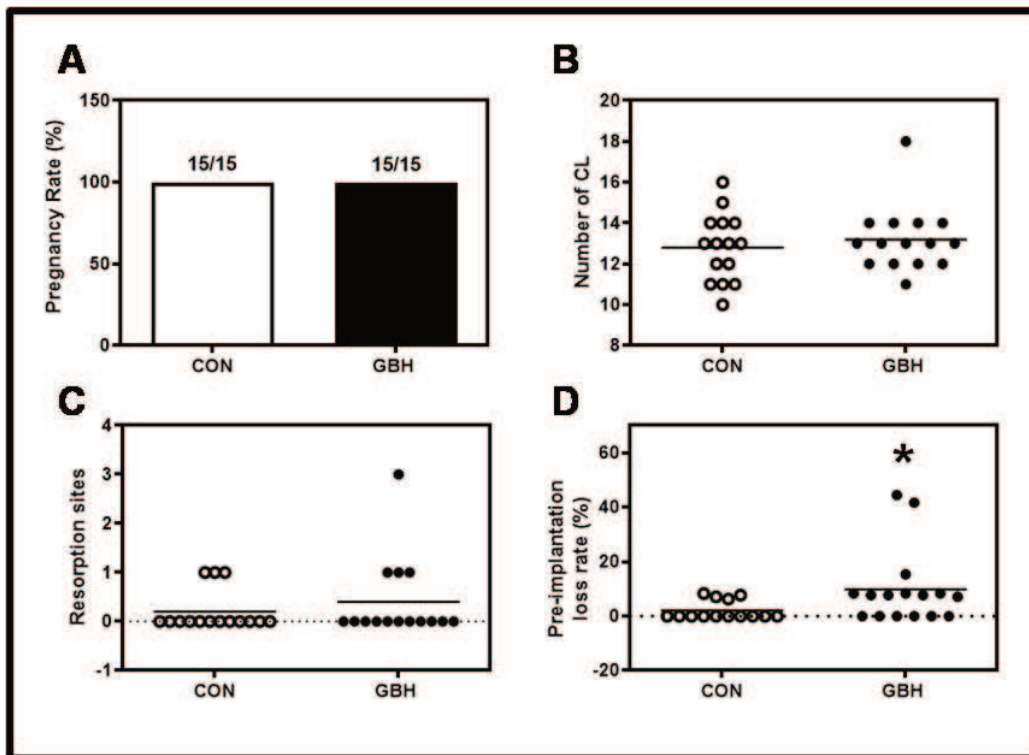 A
Pregnancy Rate (%)
150
100
50
0
15/15
15/15
CON
GBH
B
Number of CL
20
18
16
14
12
10
8
CON
GBH
C
Resorption sites
4
3
2
1
0
-1
CON
GBH
D
Pre-implantation
loss rate (%)
60
40
20
0
-20
*
CON
GBH